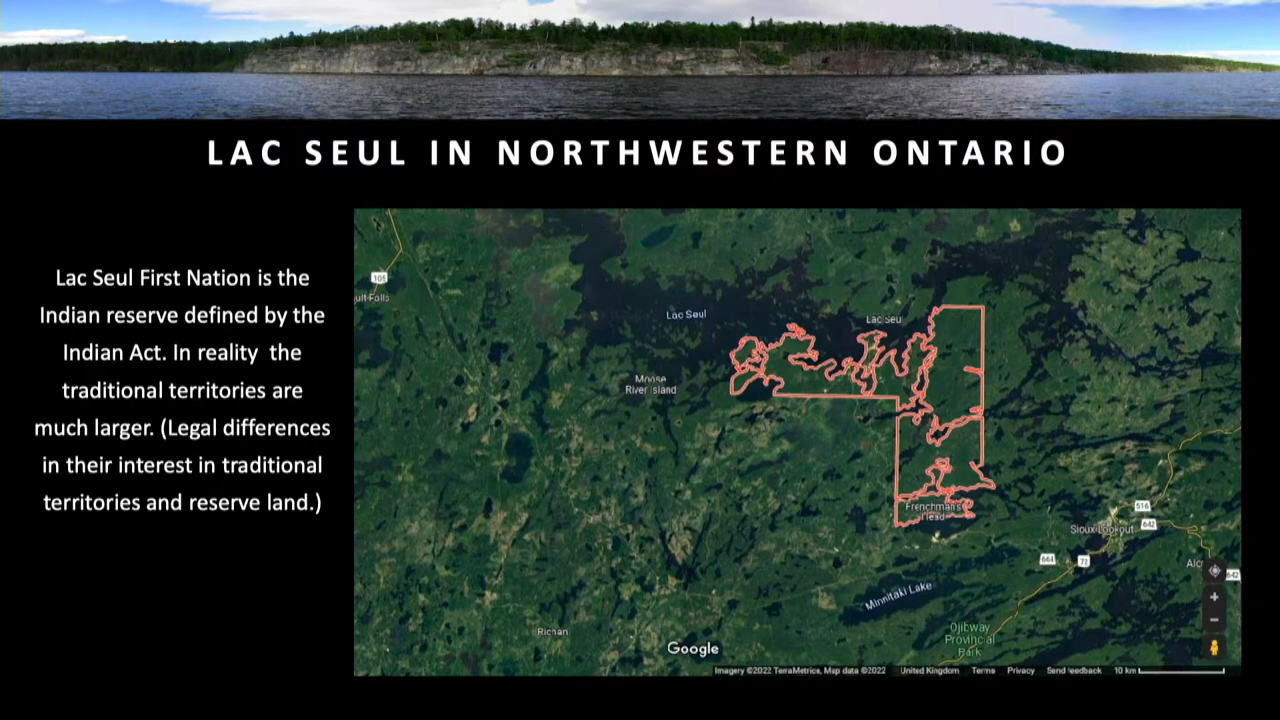 LAC SEUL IN NORTHWESTERN ONTARIO
Lac Seul First Nation is the
Indian reserve defined by the
Indian Act. In reality the
traditional territories are
much larger. (Legal differences
in their interest in traditional
territories and reserve land.)
105
ult Falls
Lac Seul
Lac Seul
Moose
River Island
Frenchman's
Head
516
642
Sioux Lookout
664
72
642
Minnitaki Lake
Ojibway
Provincial
Park
Richan
Google
Imagery ©2022 TerraMetrics, Map data ©2022 United Kingdom Terms Privacy Send feedback 10 km